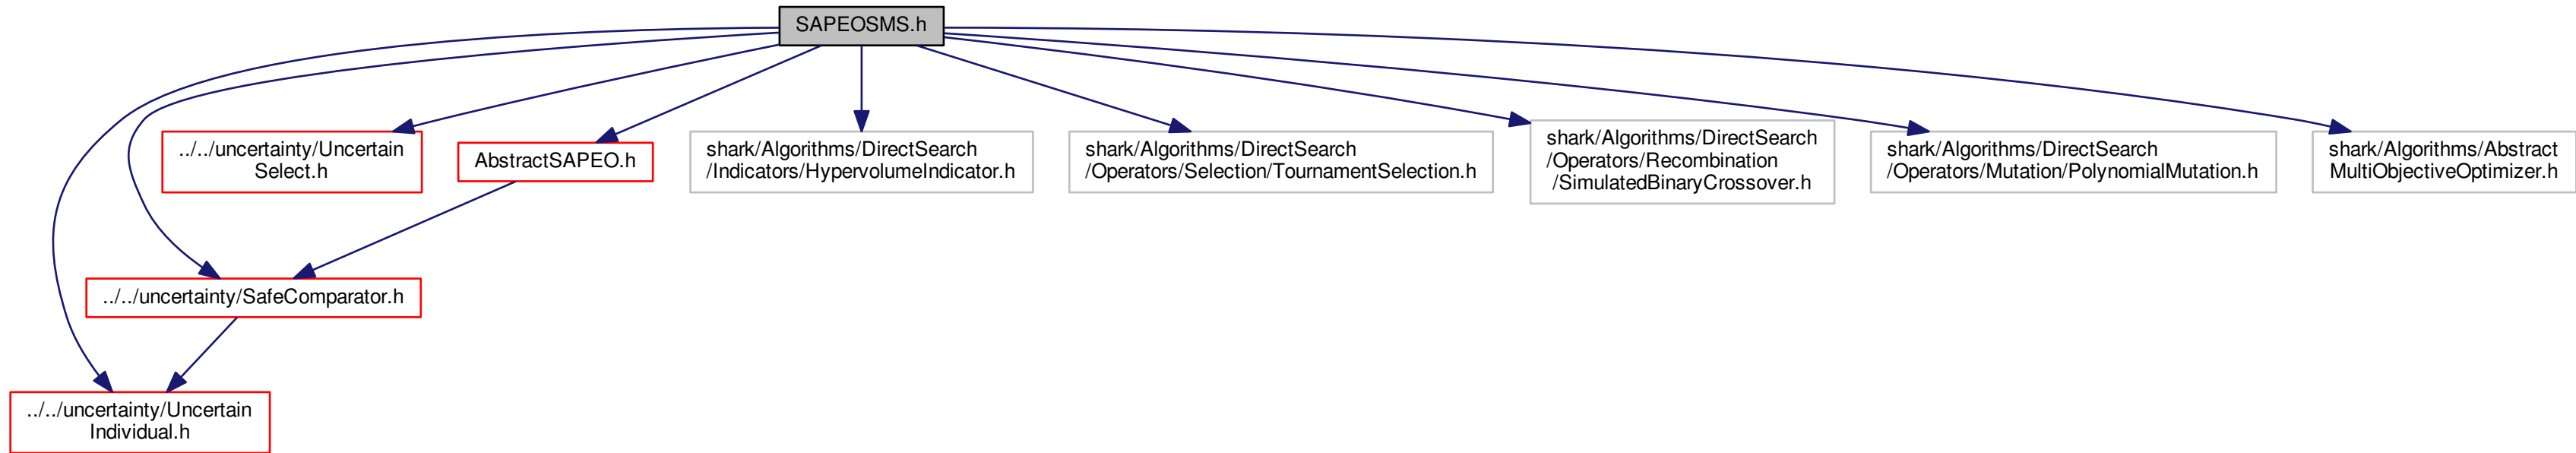 SAPEOSMS.h
../../uncertainty/Uncertain
Select.h
AbstractSAPEO.h
shark/Algorithms/DirectSearch
/Indicators/HypervolumeIndicator.h
shark/Algorithms/DirectSearch
/Operators/Selection/TournamentSelection.h
shark/Algorithms/DirectSearch
/Operators/Recombination
/SimulatedBinaryCrossover.h
shark/Algorithms/DirectSearch
/Operators/Mutation/PolynomialMutation.h
shark/Algorithms/Abstract
MultiObjectiveOptimizer.h
../../uncertainty/SafeComparator.h
../../uncertainty/Uncertain
Individual.h